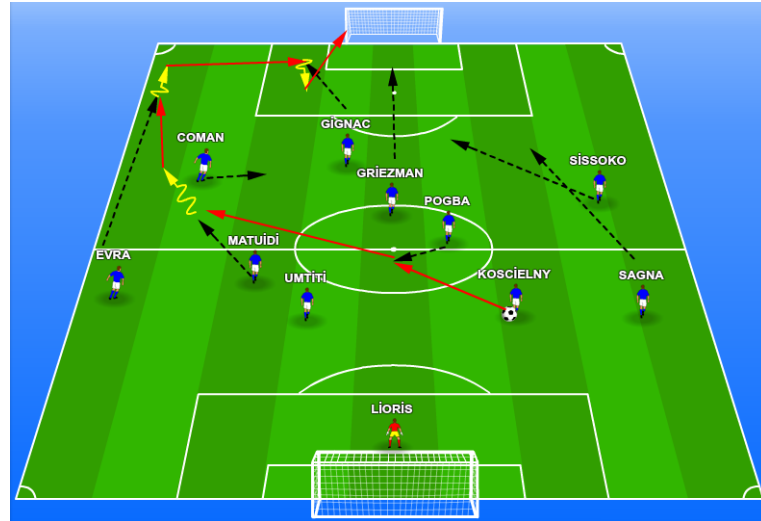 COMAN
GİGNAC
SİSSOKO
GRİEZMAN
POGBA
EVRA
MATUİDİ
UMTİTİ
KOSCİELNY
SAGNA
LİORİS